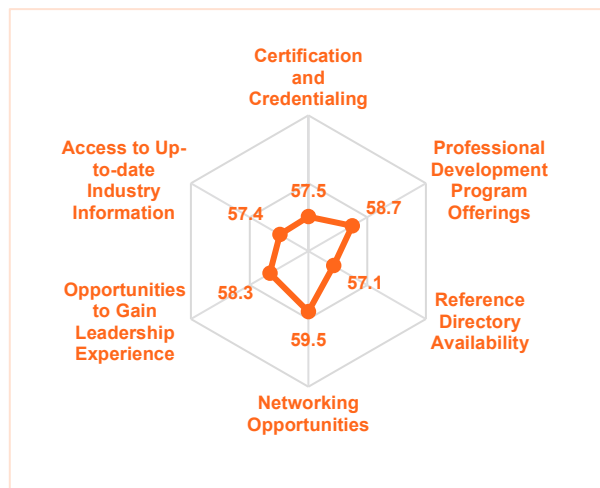 Certification
and
Credentialing
Professional
Development
Program
Offerings
Reference
Directory
Availability
Networking
Opportunities
Opportunities
to Gain
Leadership
Experience
Access to Up-
to-date
Industry
Information
57.5
58.7
57.1
59.5
58.3
57.4